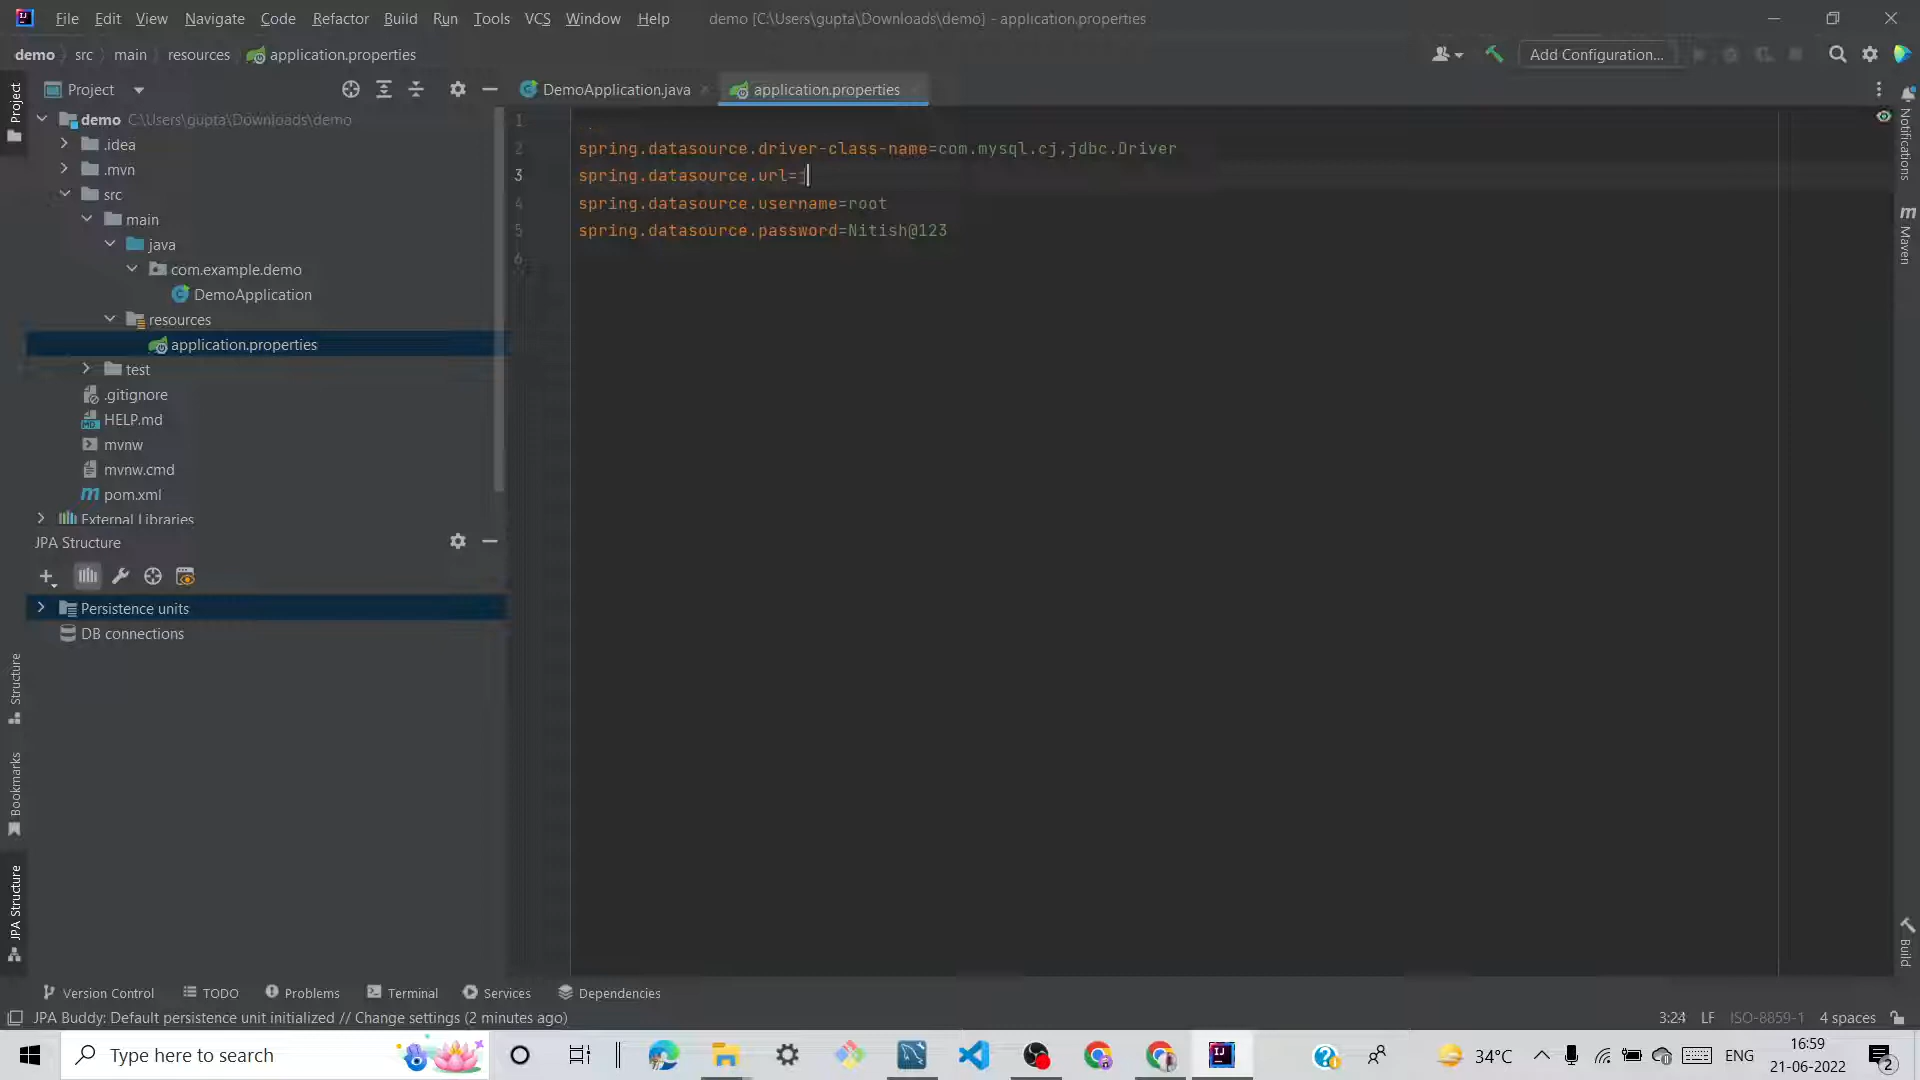 File Edit View Navigate Code Refactor Build Run Tools VCS Window Help demo [C:\Users\gupta\Downloads\demo] - application.properties
demo src main resources application.properties
Add Configuration...
Project
DemoApplication.java application.properties
demo C:\Users\gupta\Downloads\demo
.idea
.mvn
src
main
java
com.example.demo
DemoApplication
resources
application.properties
test
.gitignore
HELP.md
mvnw
mvnw.cmd
pom.xml
External Libraries
JPA Structure
Persistence units
DB connections
1
2 spring.datasource.driver-class-name=com.mysql.cj.jdbc.Driver
3 spring.datasource.url=j
4 spring.datasource.username=root
5 spring.datasource.password=Nitish@123
6
Project
Structure
Bookmarks
JPA Structure
Notifications
Maven
Build
Version Control TODO Problems Terminal Services Dependencies
JPA Buddy: Default persistence unit initialized // Change settings (2 minutes ago)
3:24 LF ISO-8859-1 4 spaces
Type here to search
34°C ENG
16:59
21-06-2022
2